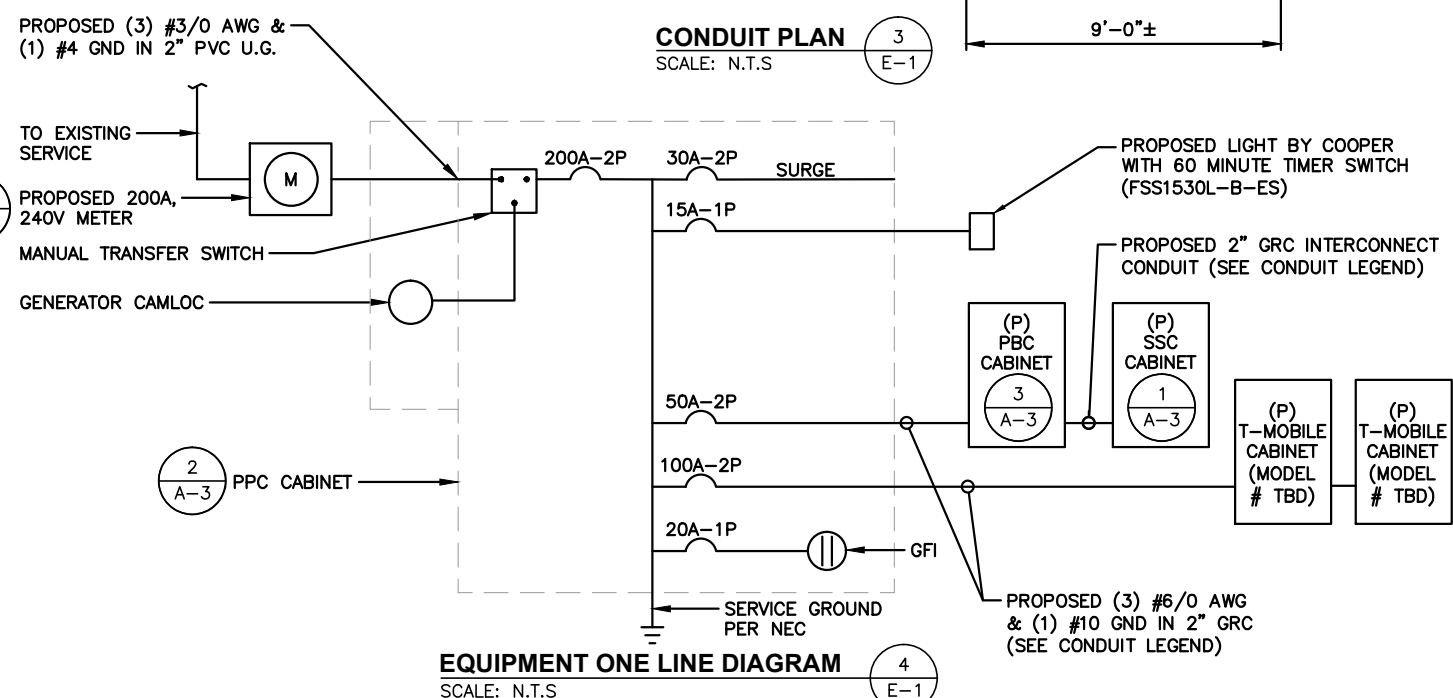 PROPOSED (3) #3/0 AWG &
(1) #4 GND IN 2" PVC U.G.
CONDUIT PLAN
SCALE: N.T.S
3
E-1
9'-0"±
TO EXISTING
SERVICE
M
PROPOSED 200A,
240V METER
MANUAL TRANSFER SWITCH
GENERATOR CAMLOC
200A-2P
30A-2P
SURGE
15A-1P
PROPOSED LIGHT BY COOPER
WITH 60 MINUTE TIMER SWITCH
(FSS1530L-B-ES)
PROPOSED 2" GRC INTERCONNECT
CONDUIT (SEE CONDUIT LEGEND)
(P)
PBC
CABINET
3
A-3
(P)
SSC
CABINET
1
A-3
(P)
T-MOBILE
CABINET
(MODEL
# TBD)
(P)
T-MOBILE
CABINET
(MODEL
# TBD)
50A-2P
100A-2P
20A-1P
GFI
2
A-3
PPC CABINET
SERVICE GROUND
PER NEC
PROPOSED (3) #6/0 AWG
& (1) #10 GND IN 2" GRC
(SEE CONDUIT LEGEND)
EQUIPMENT ONE LINE DIAGRAM
SCALE: N.T.S
4
E-1